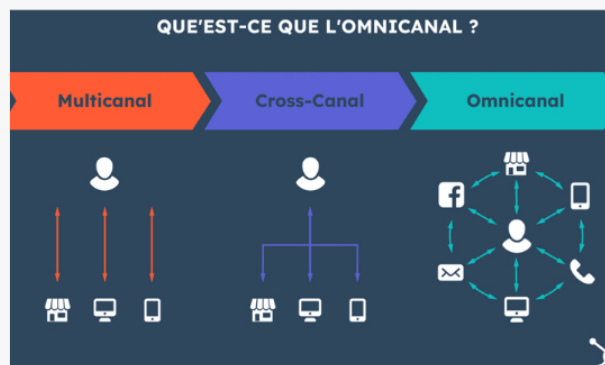 QUE'EST-CE QUE L'OMNICANAL ?
Multicanal
Cross-Canal
Omnicanal